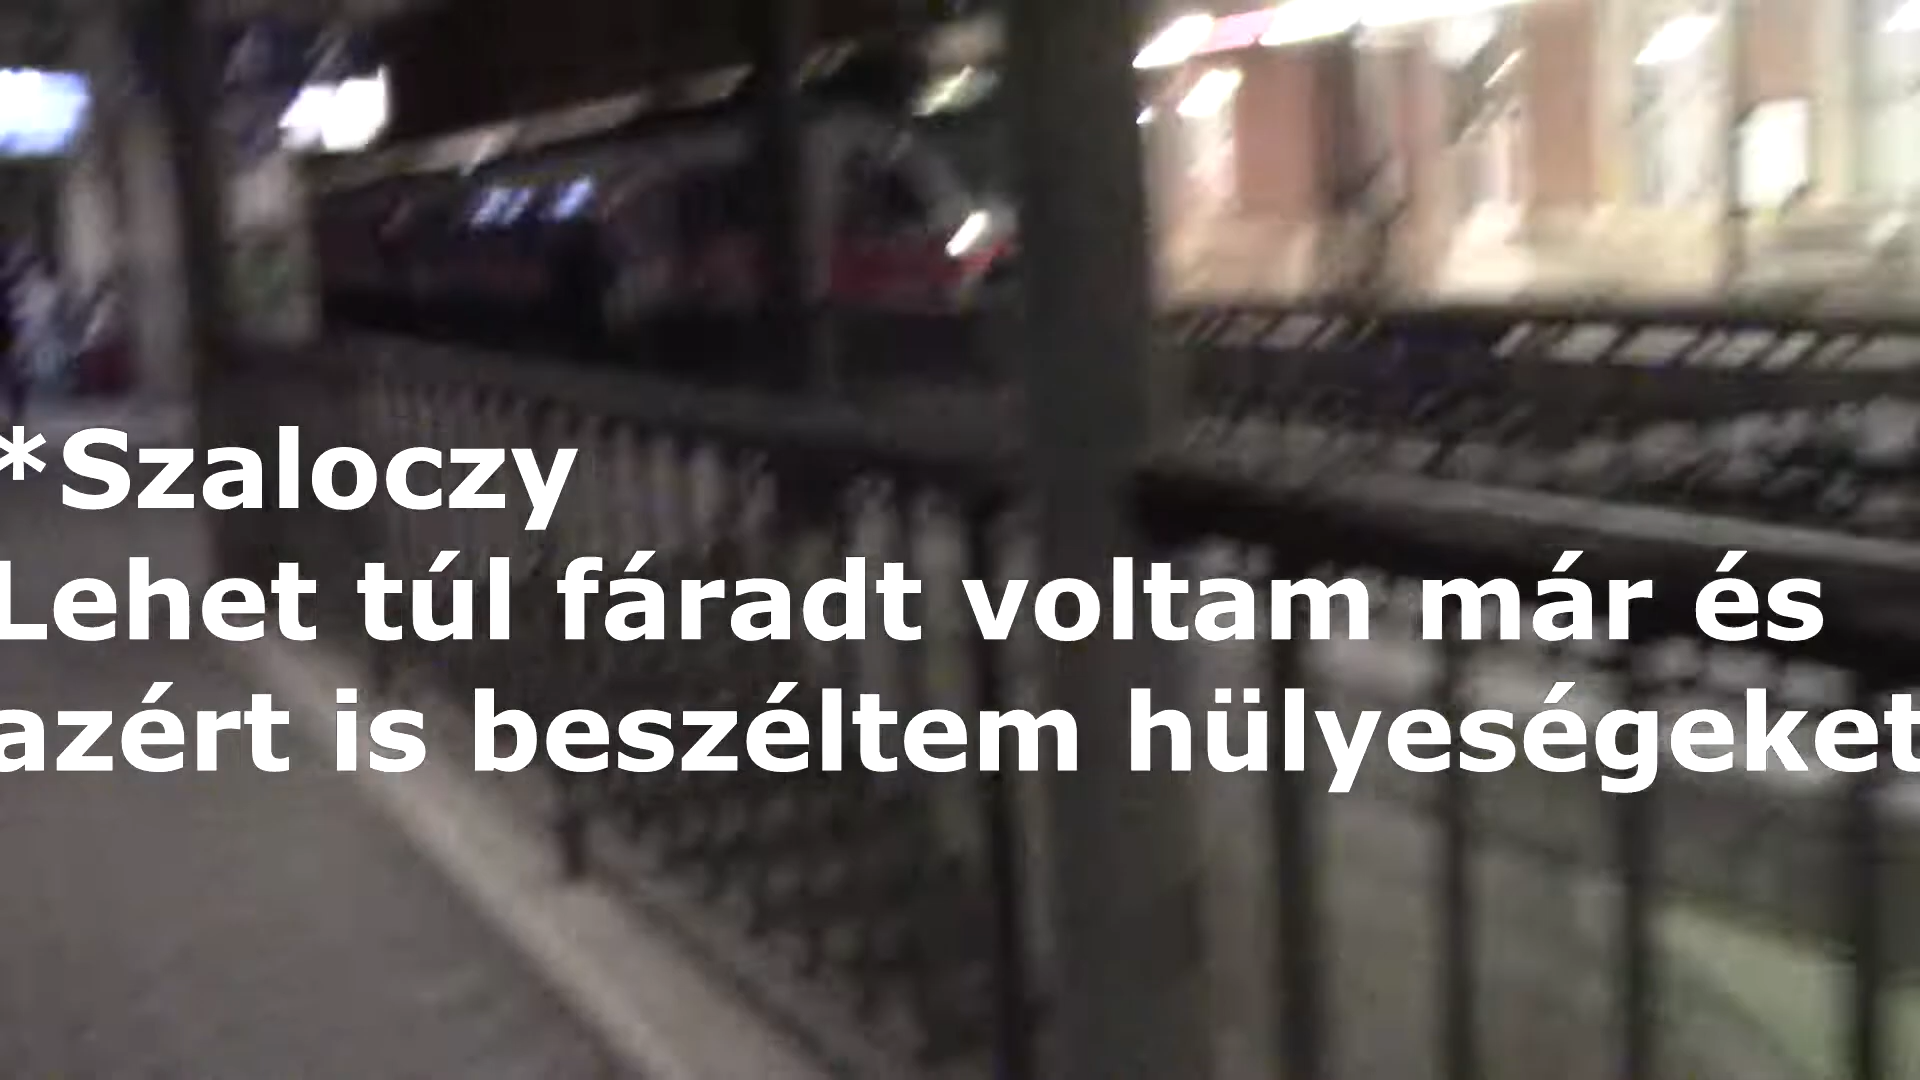 *Szaloczy
Lehet túl fáradt voltam már és
azért is beszéltem hülyeségeket